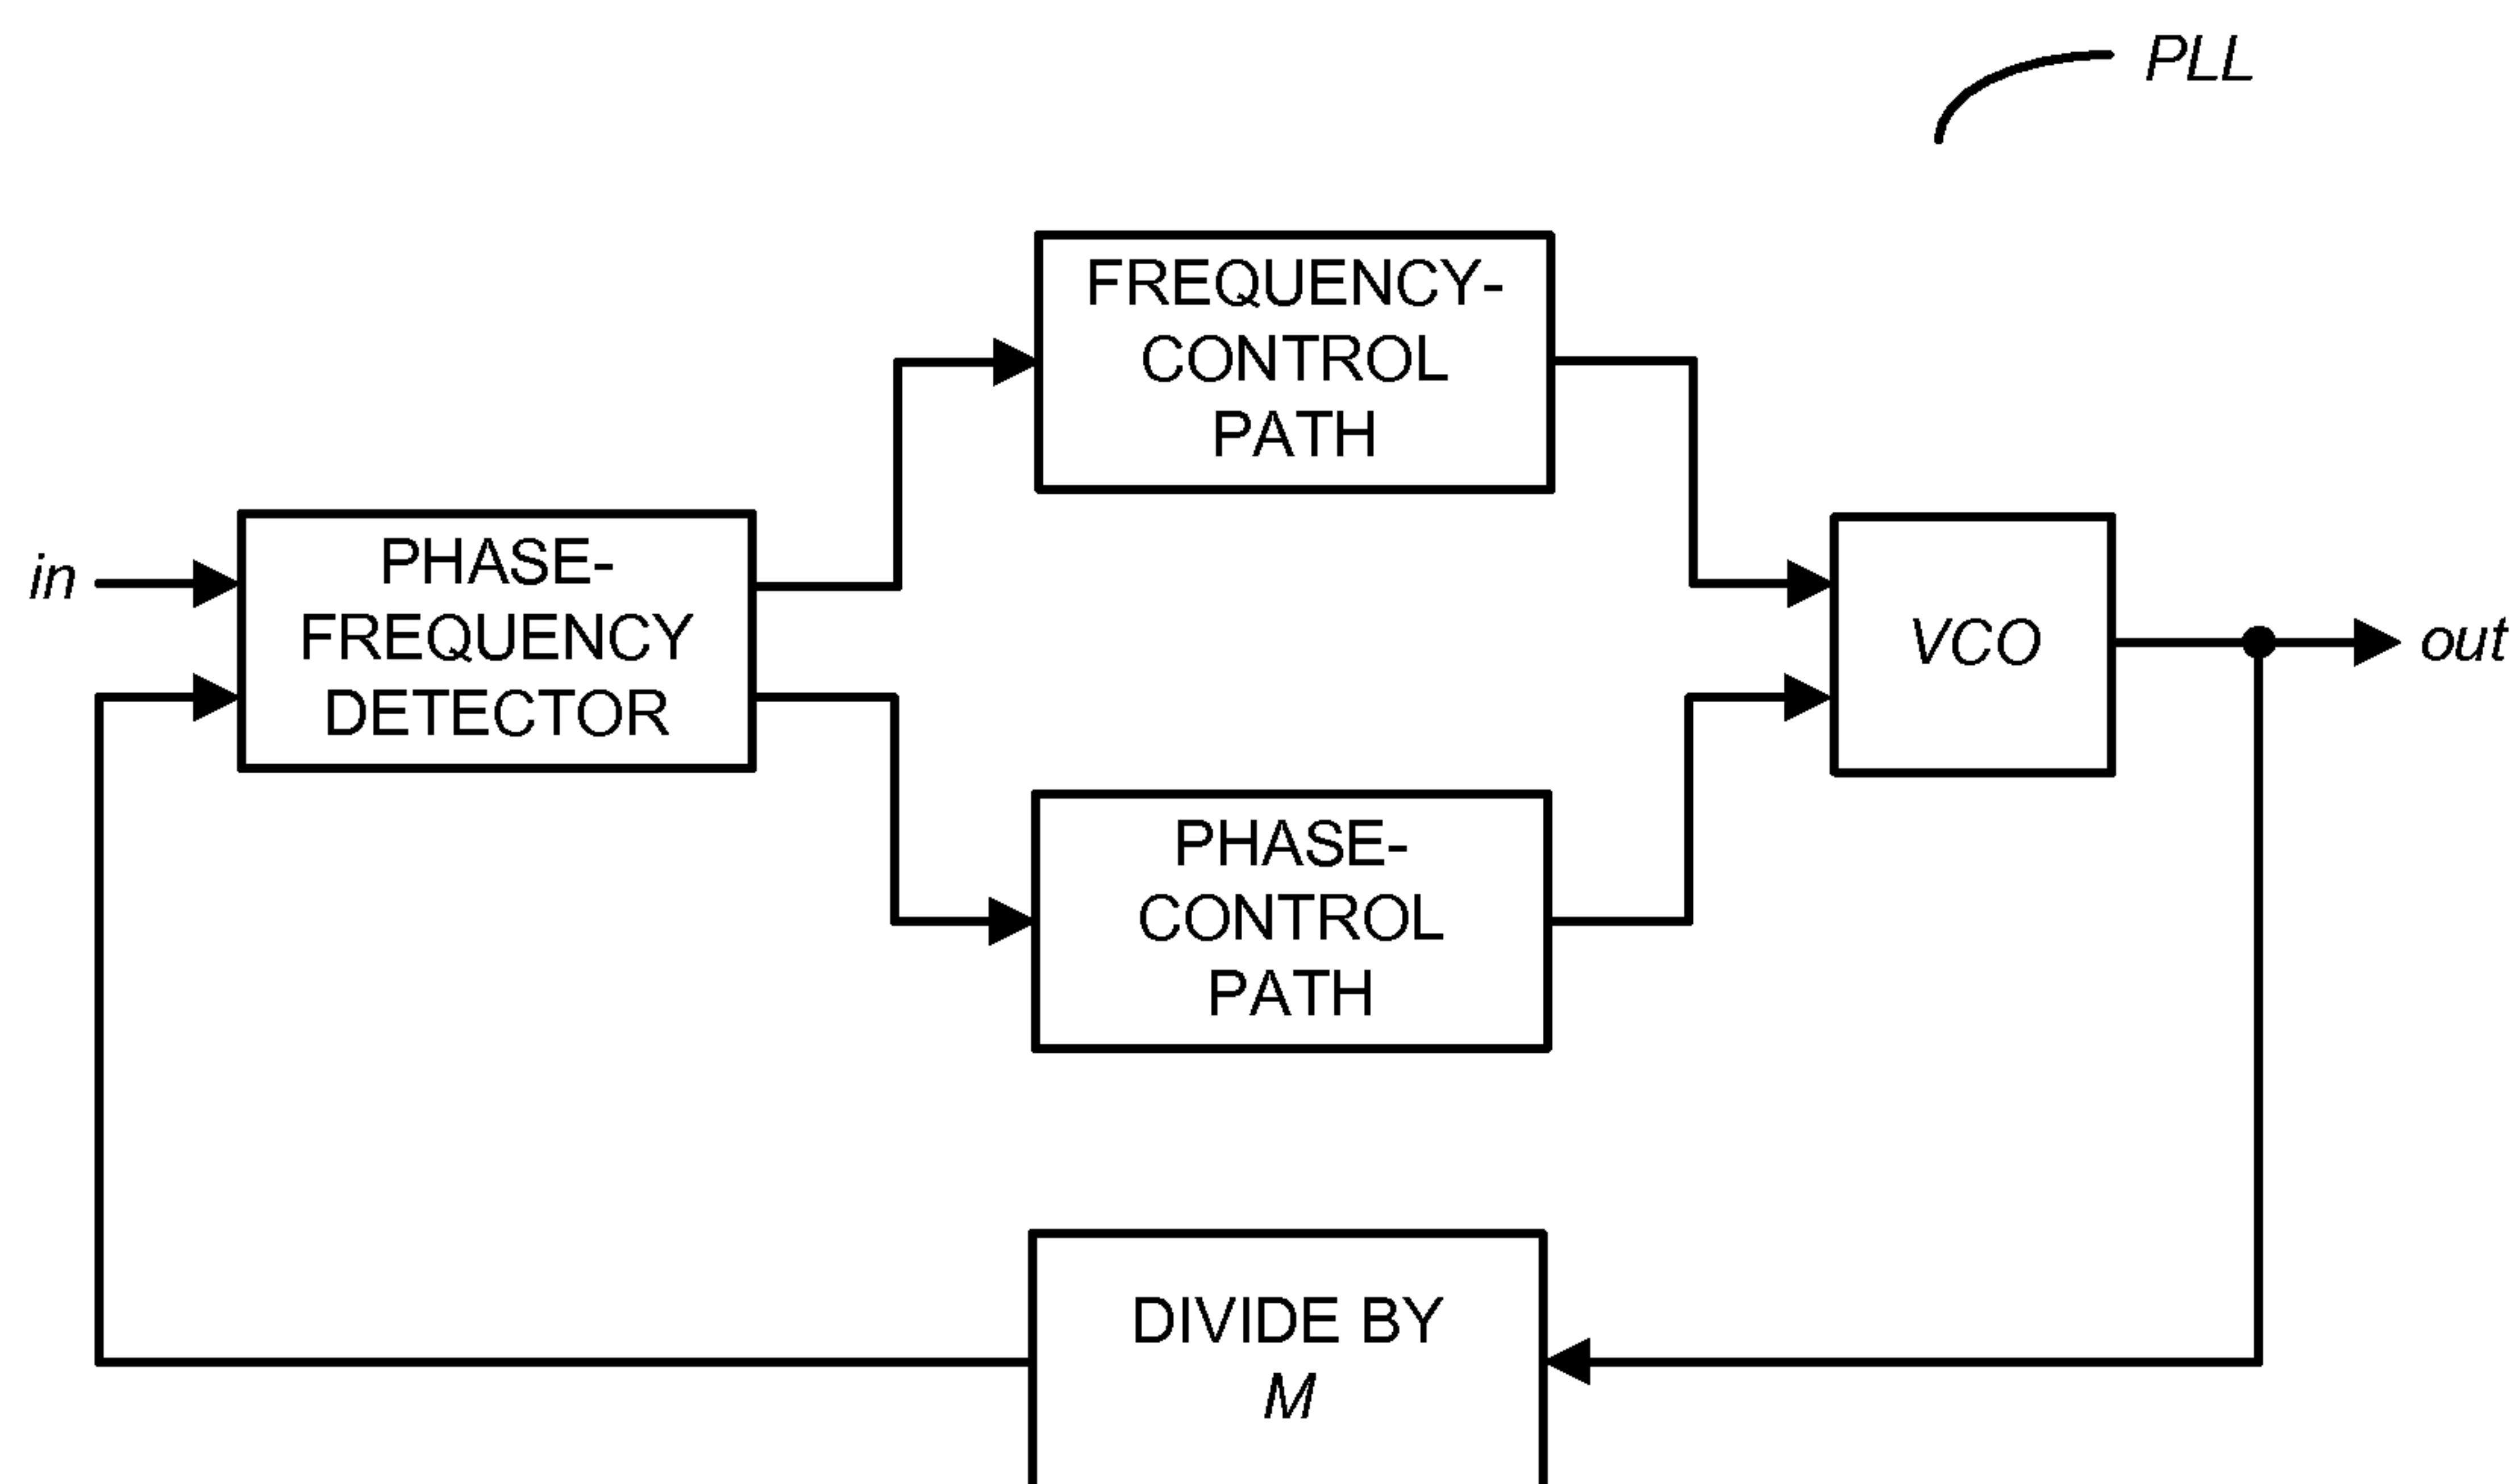 PLL
FREQUENCY-
CONTROL
PATH
in
PHASE-
FREQUENCY
DETECTOR
VCO
out
PHASE-
CONTROL
PATH
DIVIDE BY
M